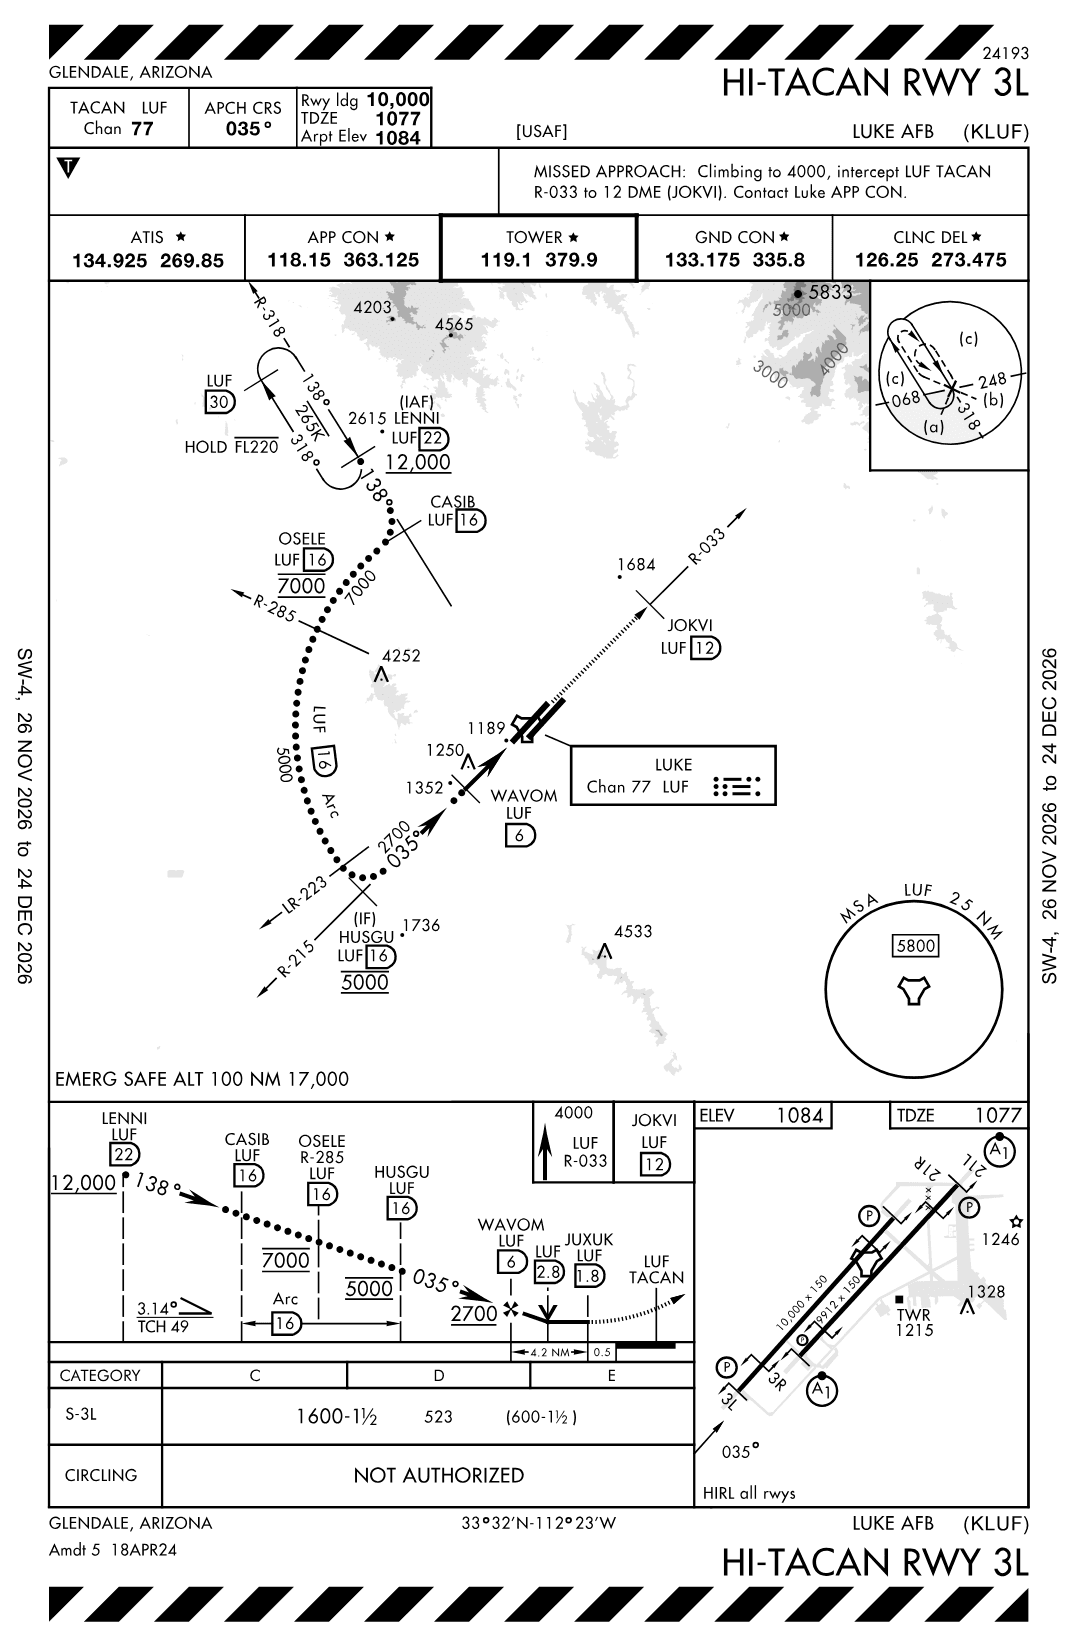 24193
GLENDALE, ARIZONA
HI-TACAN RWY 3L
TACAN LUF
Chan 77
APCH CRS
035°
Rwy ldg 10,000
TDZE 1077
Arpt Elev 1084
[USAF]
LUKE AFB (KLUF)
T
MISSED APPROACH: Climbing to 4000, intercept LUF TACAN
R-033 to 12 DME (JOKVI). Contact Luke APP CON.
ATIS ★
134.925 269.85
APP CON ★
118.15 363.125
TOWER ★
119.1 379.9
GND CON ★
133.175 335.8
CLNC DEL ★
126.25 273.475
R-318
4203
4565
5833
5000
4000
3000
(c)
(c)
248
068
(b)
318
(a)
LUF
30
138°
265K
318°
HOLD FL220
(IAF)
2615 LENNI
LUF 22
12,000
138°
CASIB
LUF 16
OSELE
LUF 16
7000
7000
R-285
4252
1684
R-033
JOKVI
LUF 12
LUF
16
Arc
5000
1189
1250
1352
WAVOM
LUF
6
LUKE
Chan 77 LUF
2700
035°
LR-223
R-215
(IF)
HUSGU
LUF 16
5000
1736
4533
MSA LUF 25 NM
5800
EMERG SAFE ALT 100 NM 17,000
SW-4, 26 NOV 2026 to 24 DEC 2026
SW-4, 26 NOV 2026 to 24 DEC 2026
LENNI
LUF
22
12,000
138°
CASIB
LUF
16
OSELE
R-285
LUF
16
7000
HUSGU
LUF
16
5000
035°
2700
WAVOM
LUF
6
LUF
2.8
JUXUK
LUF
1.8
LUF
TACAN
4000
LUF
R-033
JOKVI
LUF
12
3.14°
TCH 49
Arc
16
4.2 NM
0.5
CATEGORY
C
D
E
S-3L
1600-1½ 523 (600-1½)
CIRCLING
NOT AUTHORIZED
ELEV 1084
TDZE 1077
A1
21R
21L
P
P
1246
10,000 x 150
9912 x 150
TWR
1215
1328
P
P
3R
A1
3L
035°
HIRL all rwys
GLENDALE, ARIZONA
33°32'N-112°23'W
LUKE AFB (KLUF)
Amdt 5 18APR24
HI-TACAN RWY 3L